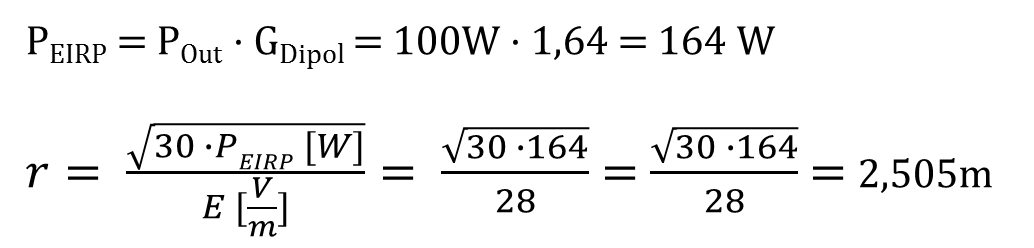 P_EIRP = P_Out · G_Dipol = 100W · 1,64 = 164 W
r = √(30 · P_EIRP [W]) / E [V/m] = √(30 · 164) / 28 = √(30 · 164) / 28 = 2,505m